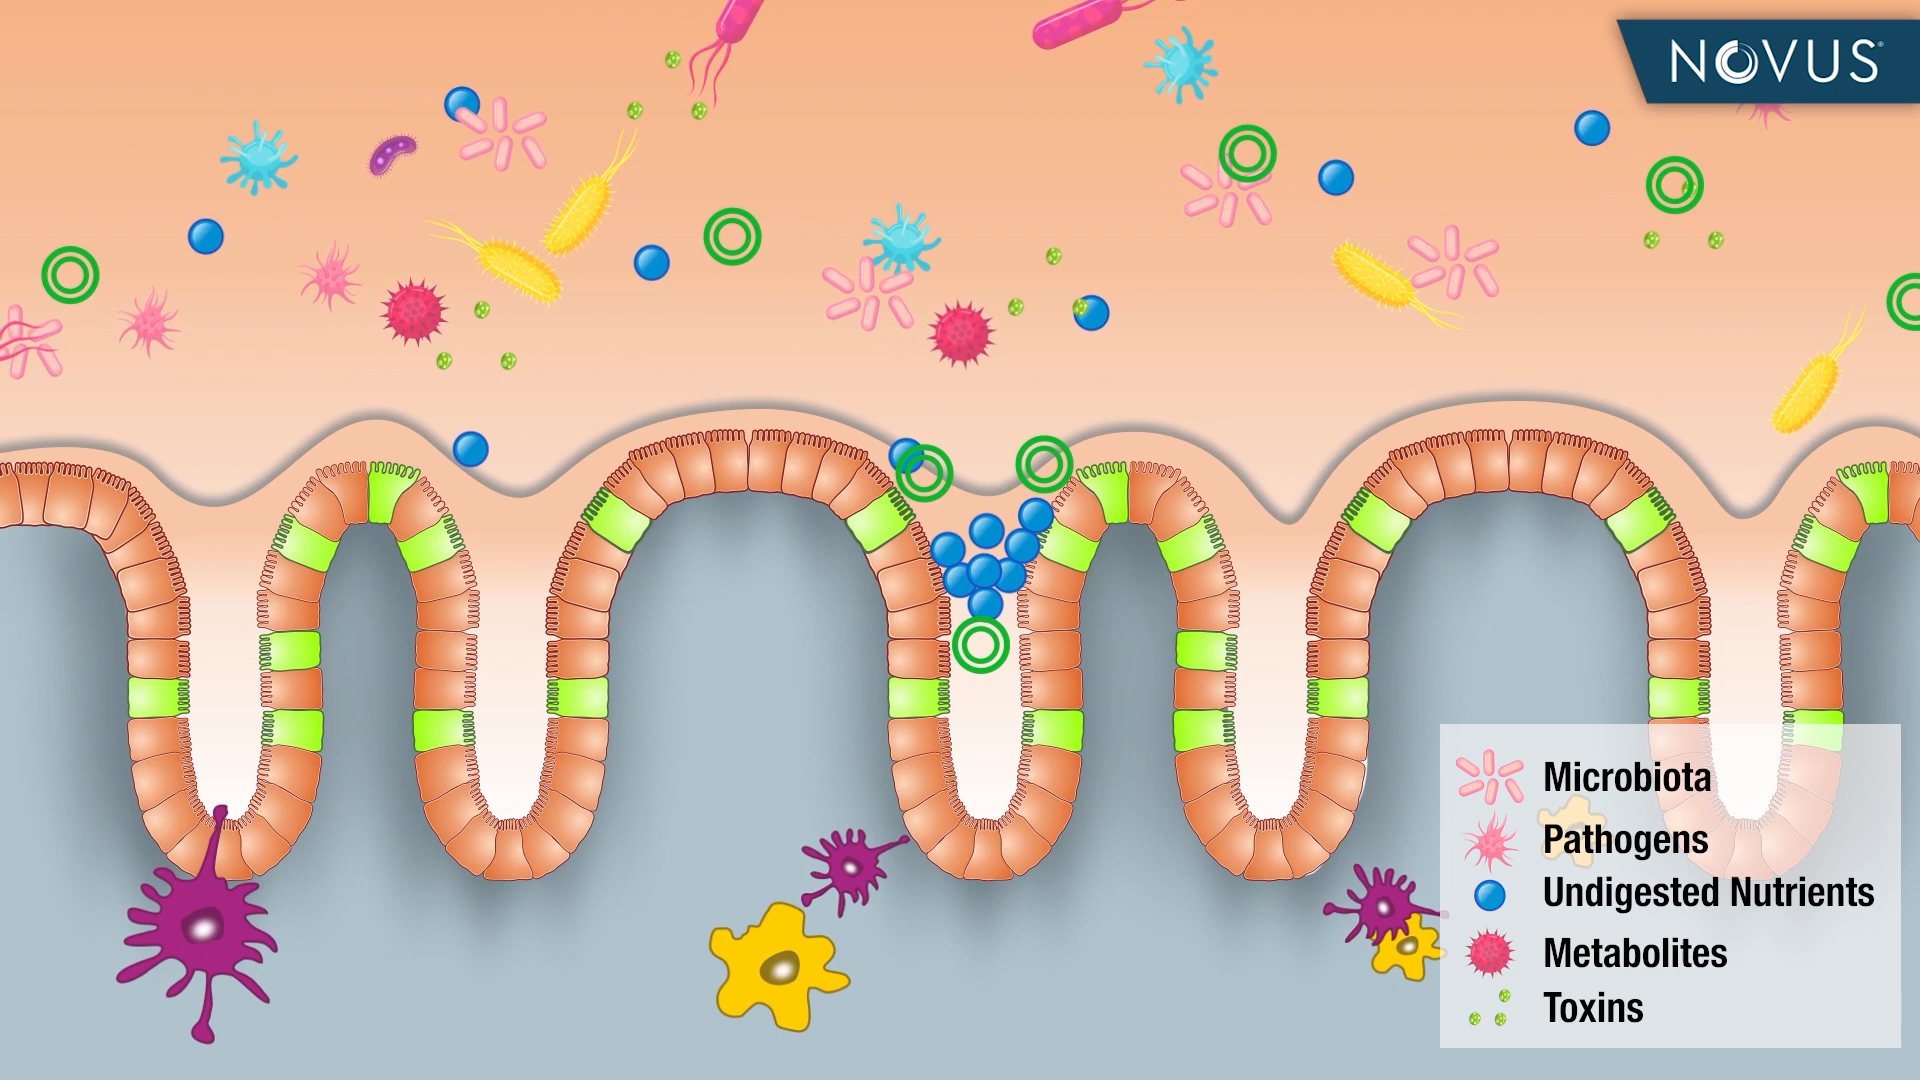 NOVUS®
Microbiota
Pathogens
Undigested Nutrients
Metabolites
Toxins